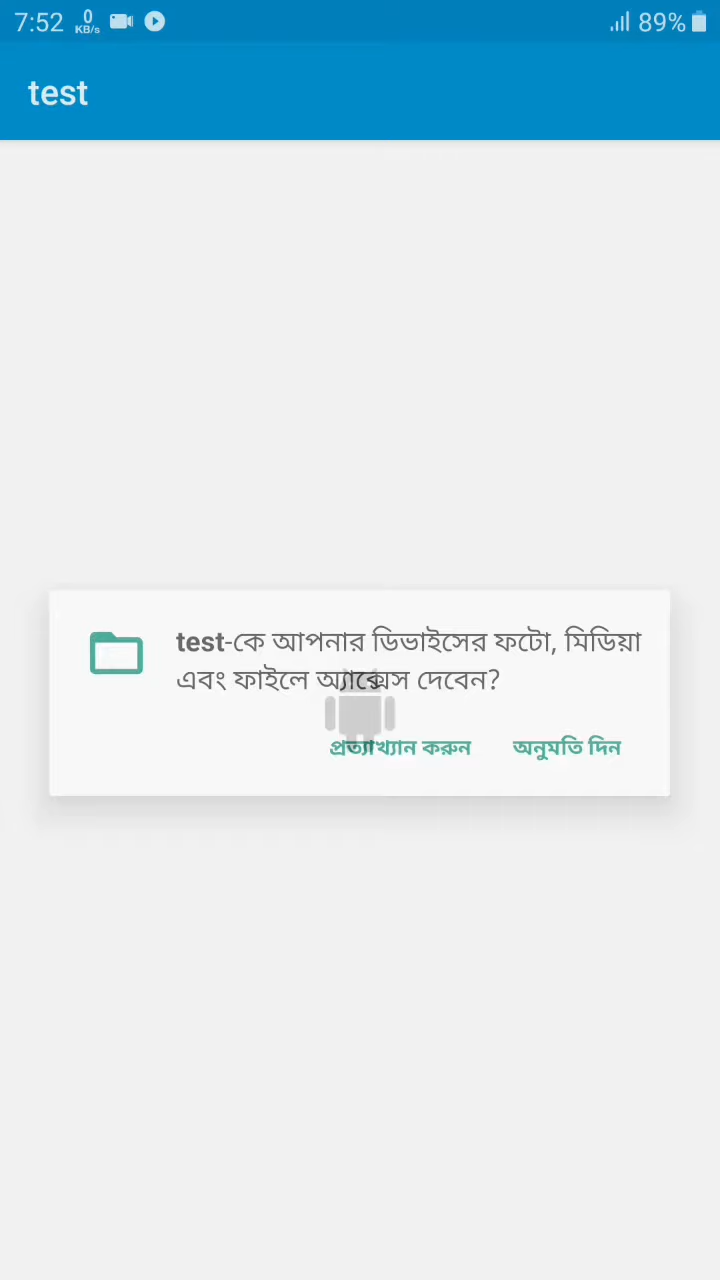 7:52 0 KB/s 89%
test
test-কে আপনার ডিভাইসের ফটো, মিডিয়া
এবং ফাইলে অ্যাক্সেস দেবেন?
প্রত্যাখ্যান করুন অনুমতি দিন